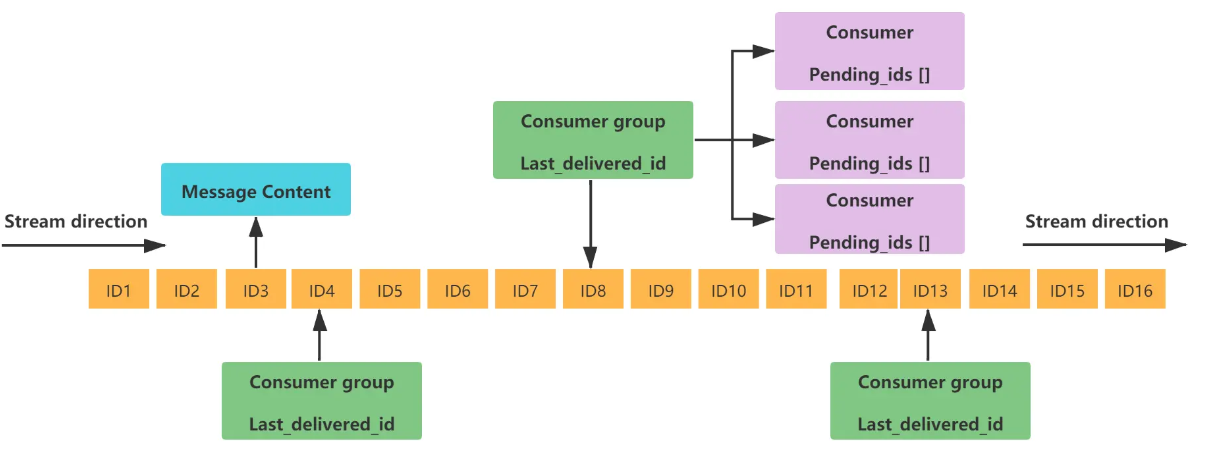 Consumer
Pending_ids []
Consumer group
Last_delivered_id
Consumer
Pending_ids []
Message Content
Consumer
Pending_ids []
Stream direction
Stream direction
ID1 ID2 ID3 ID4 ID5 ID6 ID7 ID8 ID9 ID10 ID11 ID12 ID13 ID14 ID15 ID16
Consumer group
Last_delivered_id
Consumer group
Last_delivered_id